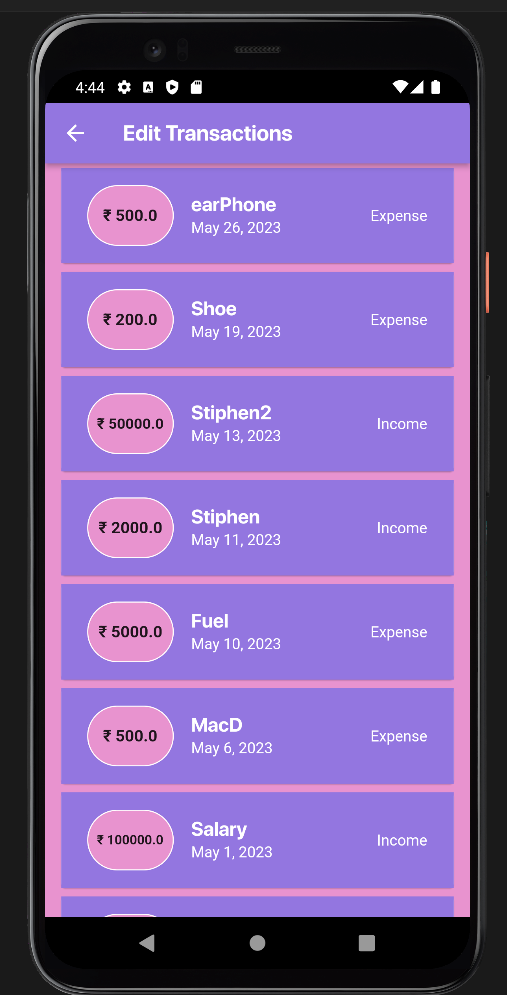 4:44
Edit Transactions
₹ 500.0
earPhone
May 26, 2023
Expense
₹ 200.0
Shoe
May 19, 2023
Expense
₹ 50000.0
Stiphen2
May 13, 2023
Income
₹ 2000.0
Stiphen
May 11, 2023
Income
₹ 5000.0
Fuel
May 10, 2023
Expense
₹ 500.0
MacD
May 6, 2023
Expense
₹ 100000.0
Salary
May 1, 2023
Income